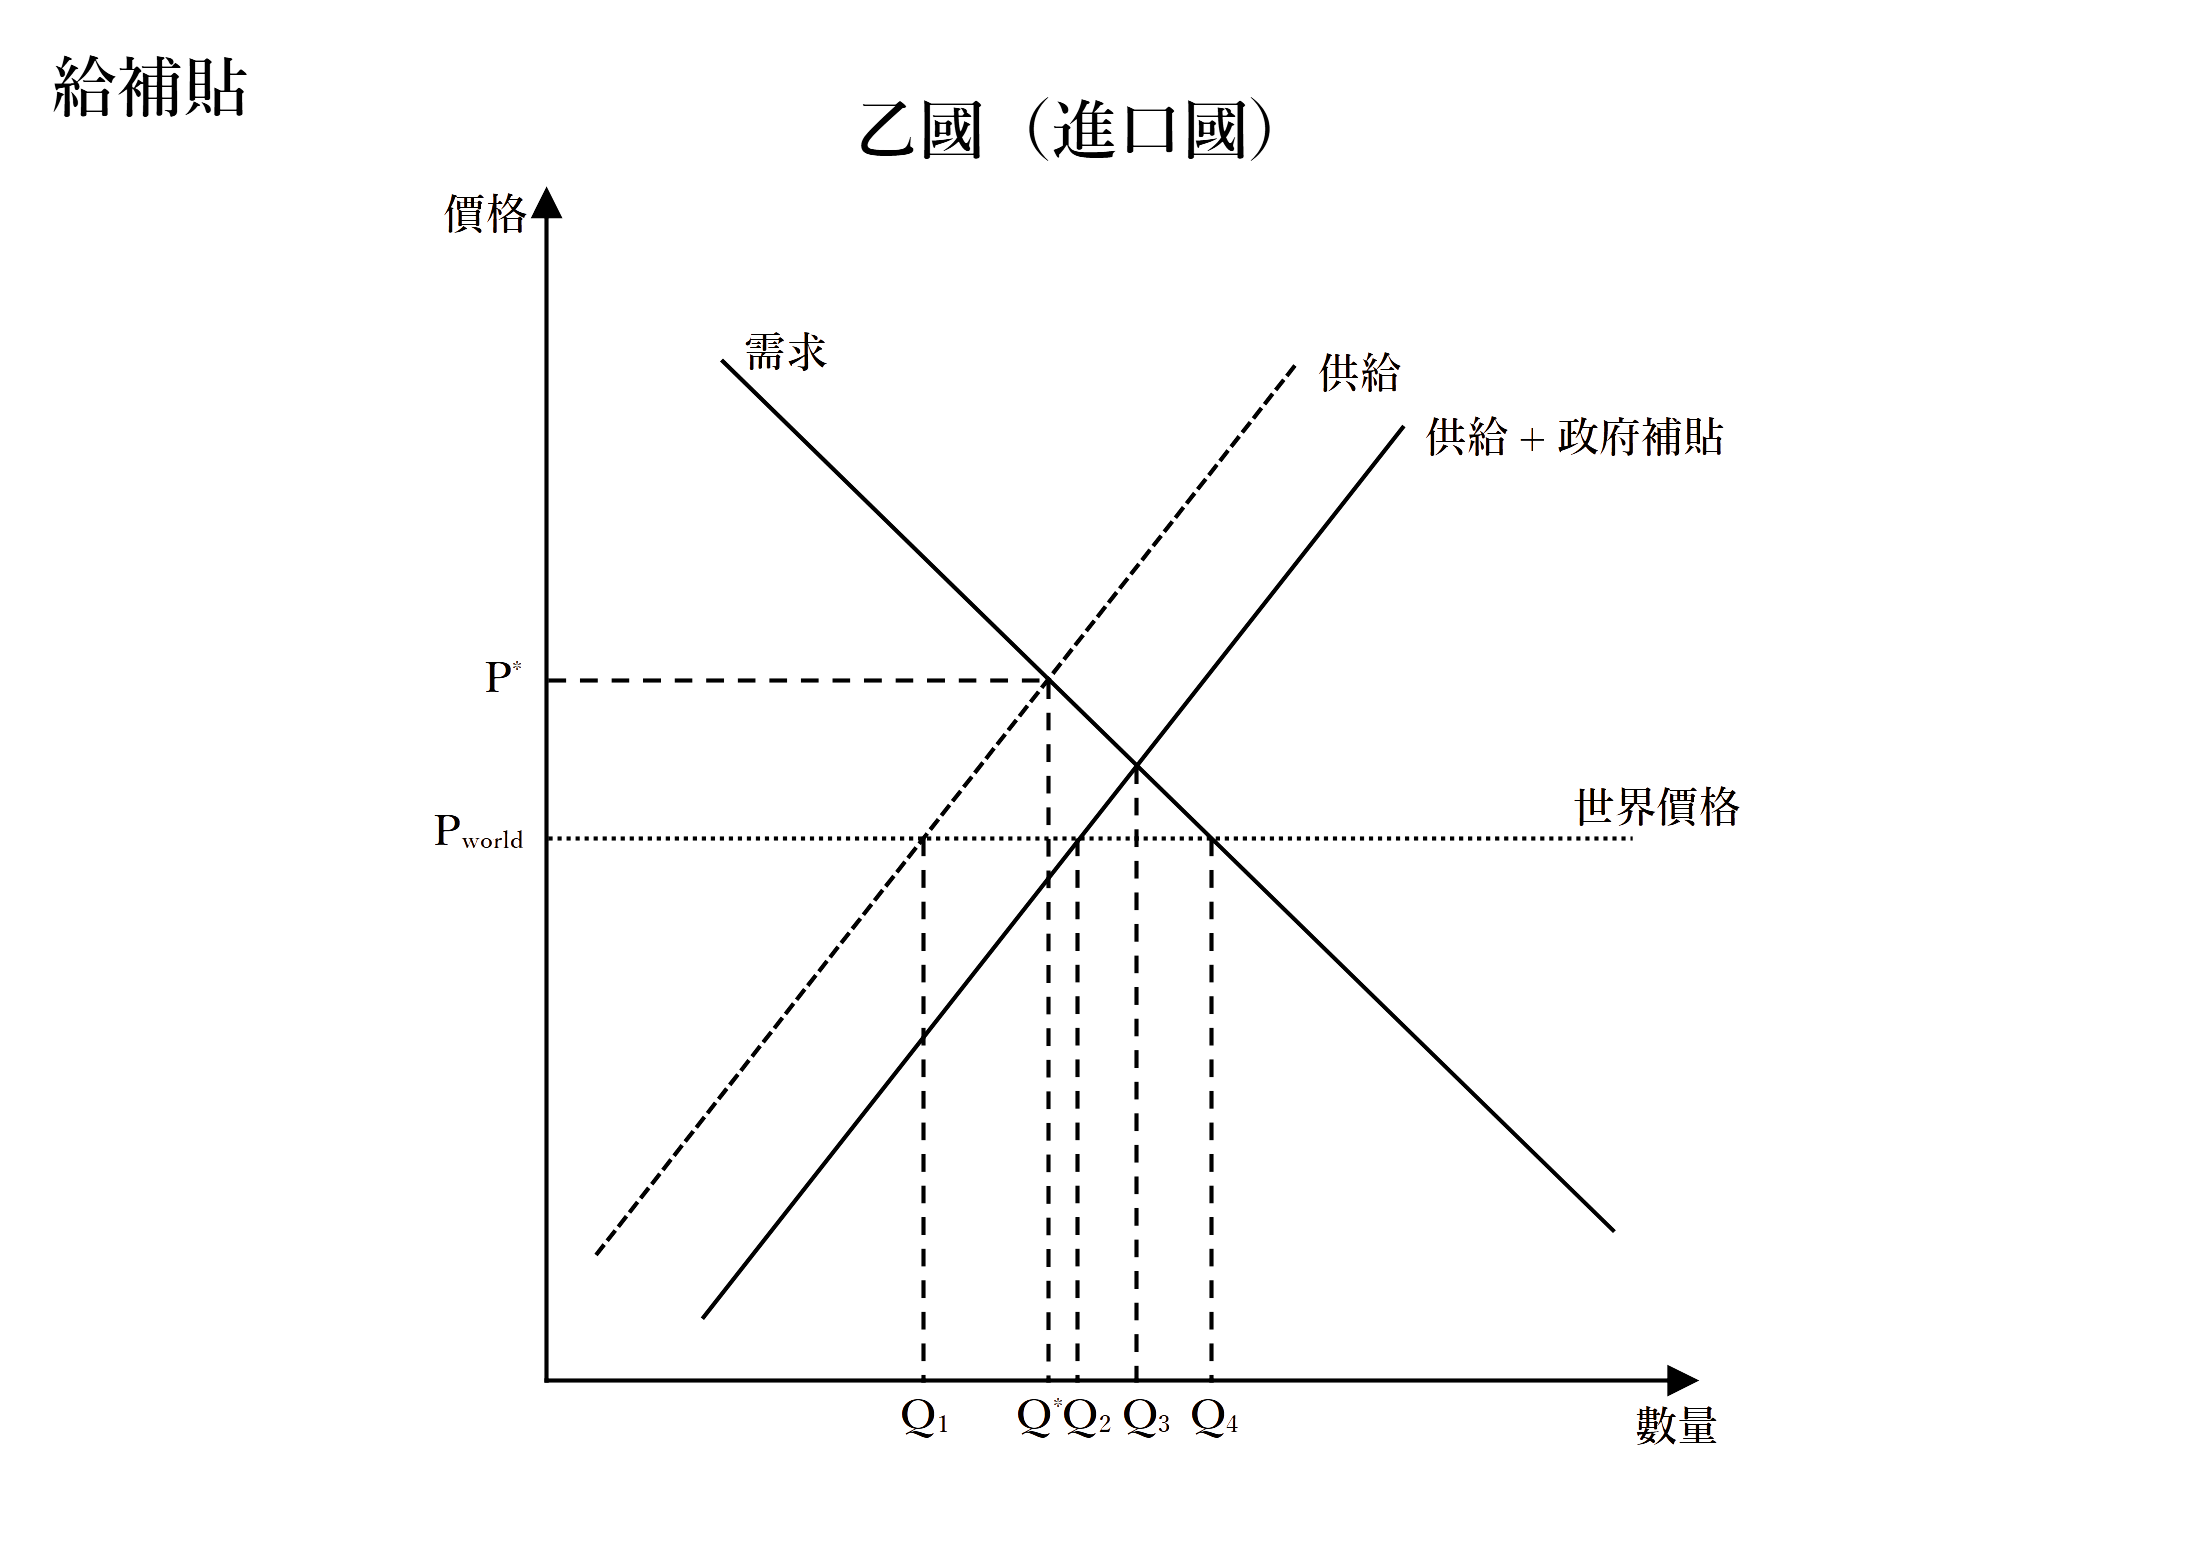 給補貼
乙國（進口國）
價格
需求
供給
供給 + 政府補貼
P*
世界價格
Pworld
Q1
Q*
Q2
Q3
Q4
數量